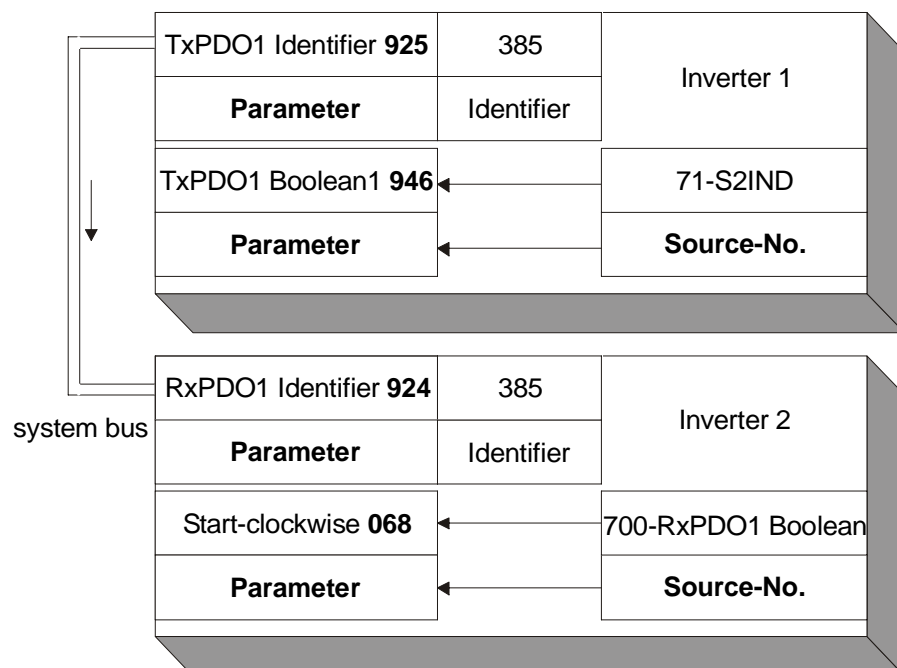 TxPDO1 Identifier 925 385
Inverter 1
Parameter Identifier
TxPDO1 Boolean1 946 71-S2IND
Parameter Source-No.
RxPDO1 Identifier 924 385
Inverter 2
system bus
Parameter Identifier
Start-clockwise 068 700-RxPDO1 Boolean
Parameter Source-No.